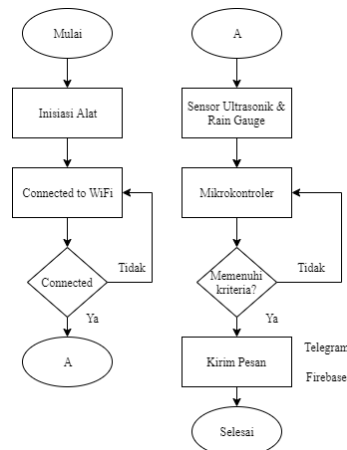 Mulai
Inisiasi Alat
Connected to WiFi
Connected
Tidak
Ya
A
A
Sensor Ultrasonik &
Rain Gauge
Mikrokontroler
Memenuhi
kriteria?
Tidak
Ya
Kirim Pesan
Telegram
Firebase
Selesai